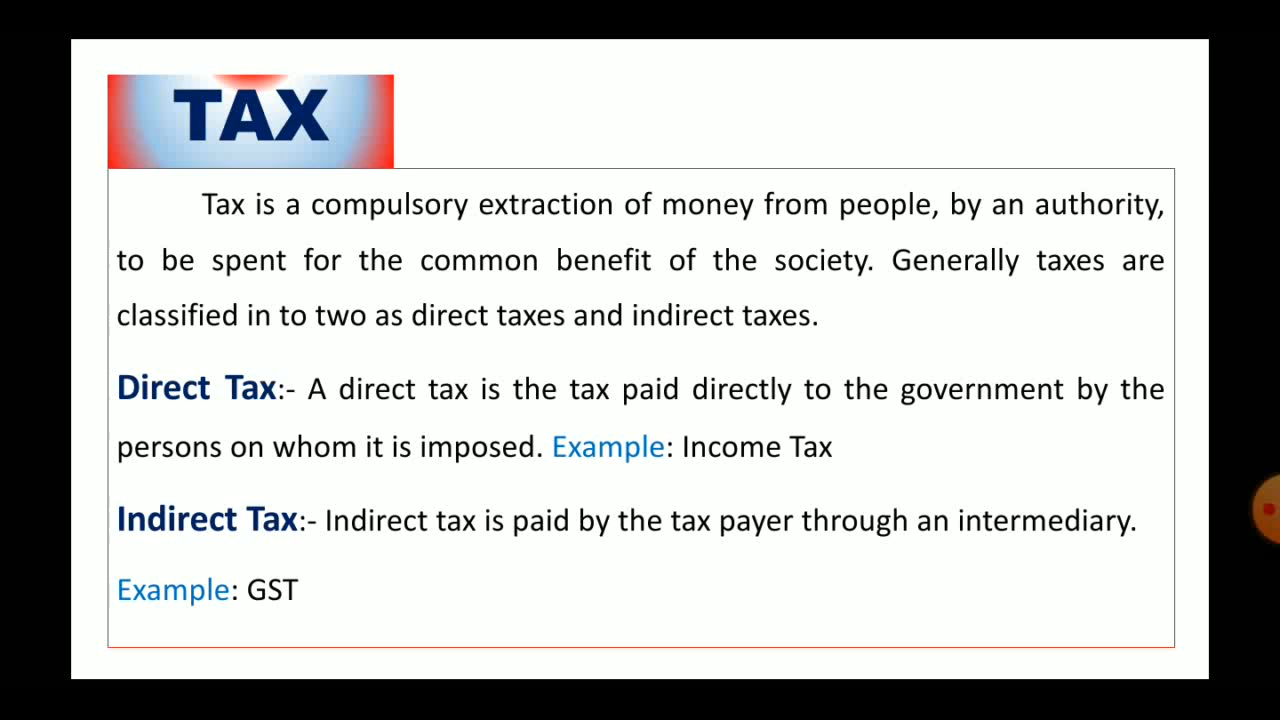 TAX
Tax is a compulsory extraction of money from people, by an authority,
to be spent for the common benefit of the society. Generally taxes are
classified in to two as direct taxes and indirect taxes.
Direct Tax:- A direct tax is the tax paid directly to the government by the
persons on whom it is imposed. Example: Income Tax
Indirect Tax:- Indirect tax is paid by the tax payer through an intermediary.
Example: GST